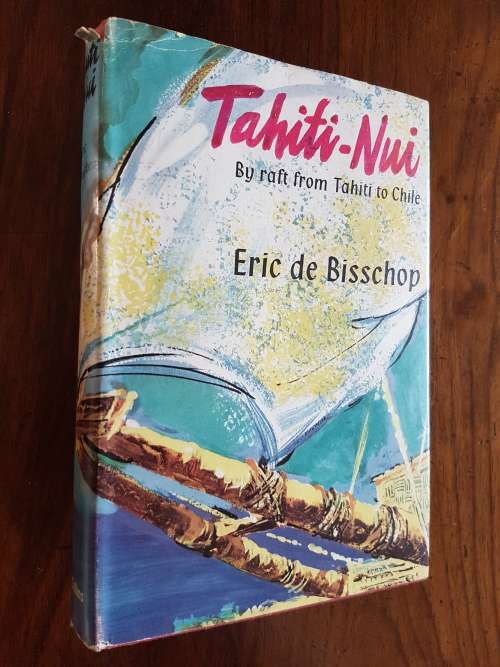 Tahiti-Nui
By raft from Tahiti to Chile
Eric de Bisschop